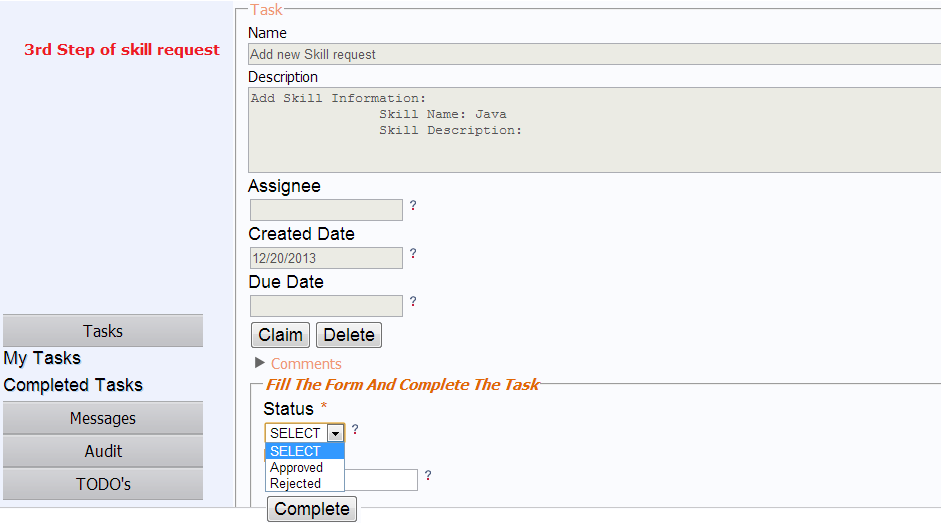 3rd Step of skill request
Tasks
My Tasks
Completed Tasks
Messages
Audit
TODO's
Task
Name
Add new Skill request
Description
Add Skill Information:
Skill Name: Java
Skill Description:
Assignee
?
Created Date
12/20/2013 ?
Due Date
?
Claim Delete
Comments
Fill The Form And Complete The Task
Status *
SELECT ?
SELECT
Approved
Rejected
?
Complete